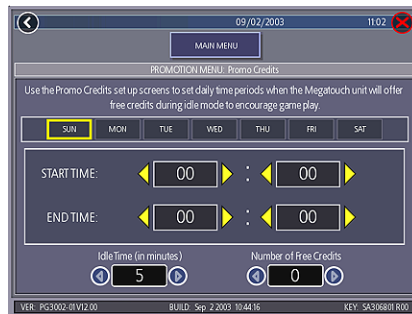 09/02/2003 11:02
MAIN MENU
PROMOTION MENU: Promo Credits
Use the Promo Credits set up screens to set daily time periods when the Megatouch unit will offer
free credits during idle mode to encourage game play.
SUN MON TUE WED THU FRI SAT
START TIME: 00 : 00
END TIME: 00 : 00
Idle Time (in minutes) Number of Free Credits
5 0
VER: PG3002-01V12.00 BUILD: Sep 2 2003 10:44:16 KEY: SA306801 R00